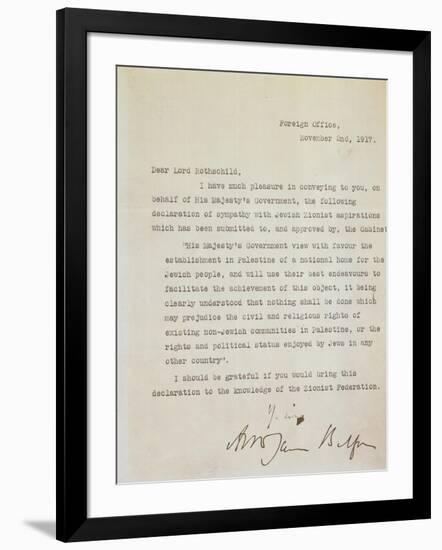 Foreign Office,
November 2nd, 1917.
Dear Lord Rothschild,
I have much pleasure in conveying to you, on
behalf of His Majesty's Government, the following
declaration of sympathy with Jewish Zionist aspirations
which has been submitted to, and approved by, the Cabinet
"His Majesty's Government view with favour the
establishment in Palestine of a national home for the
Jewish people, and will use their best endeavours to
facilitate the achievement of this object, it being
clearly understood that nothing shall be done which
may prejudice the civil and religious rights of
existing non-Jewish communities in Palestine, or the
rights and political status enjoyed by Jews in any
other country".
I should be grateful if you would bring this
declaration to the knowledge of the Zionist Federation.
Arthur James Balfour